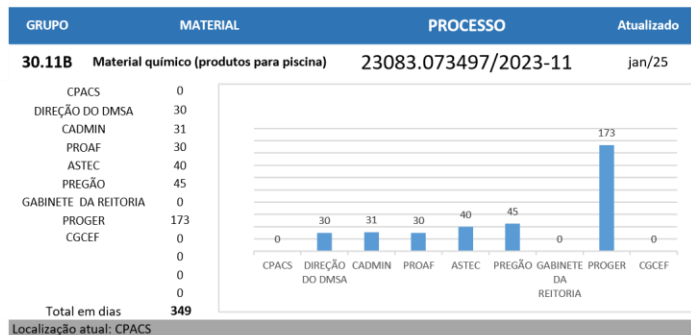 GRUPO MATERIAL PROCESSO Atualizado
30.11B Material químico (produtos para piscina) 23083.073497/2023-11 jan/25
CPACS 0
DIREÇÃO DO DMSA 30
CADMIN 31
PROAF 30
ASTEC 40
PREGÃO 45
GABINETE DA REITORIA 0
PROGER 173
CGCEF 0
0
0
0
Total em dias 349
0 30 31 30 40 45 0 173 0
CPACS DIREÇÃO CADMIN PROAF ASTEC PREGÃO GABINETE PROGER CGCEF
DO DMSA DA
REITORIA
Localização atual: CPACS